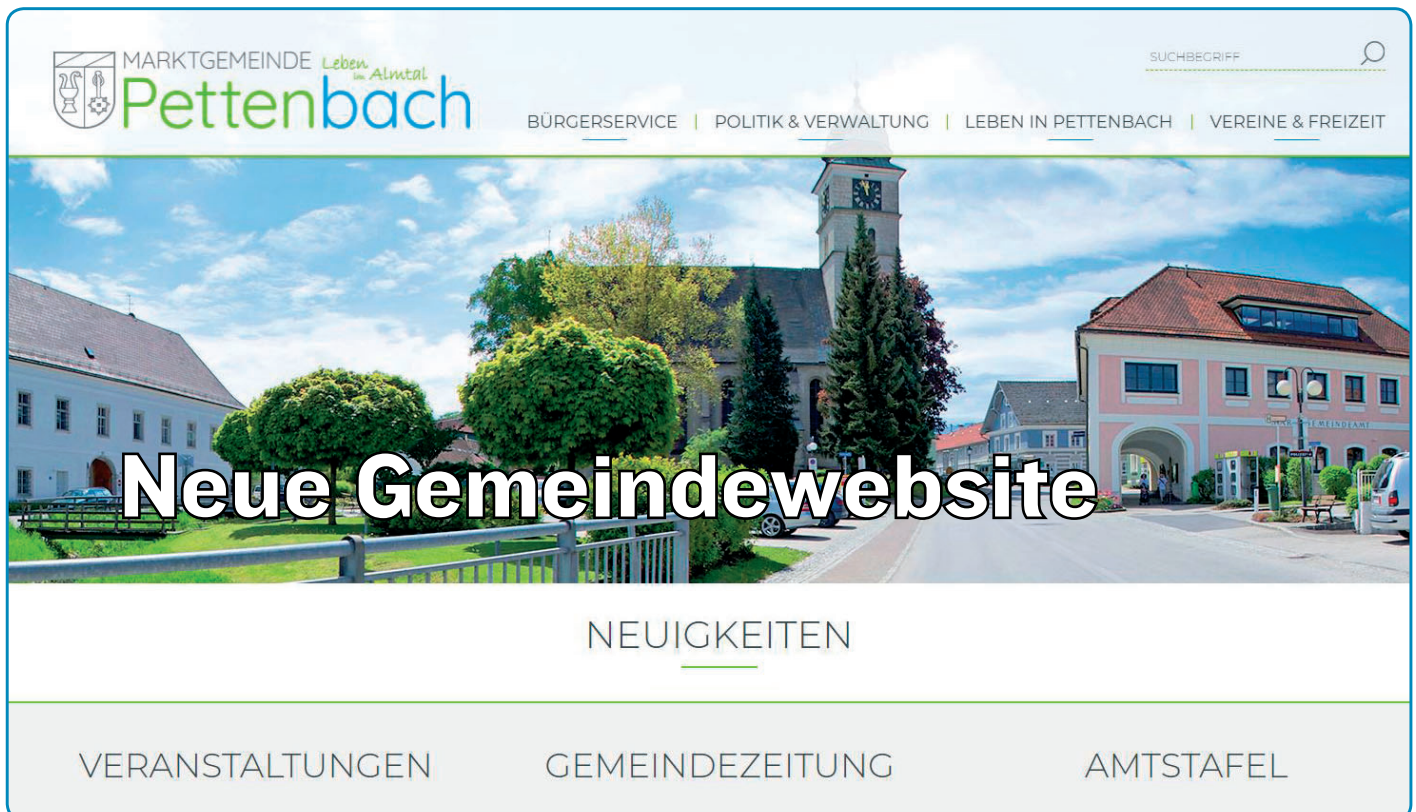 MARKTGEMEINDE Leben
im Almtal
Pettenbach
SUCHBEGRIFF
BÜRGERSERVICE | POLITIK & VERWALTUNG | LEBEN IN PETTENBACH | VEREINE & FREIZEIT
Neue Gemeindewebsite
NEUIGKEITEN
VERANSTALTUNGEN GEMEINDEZEITUNG AMTSTAFEL